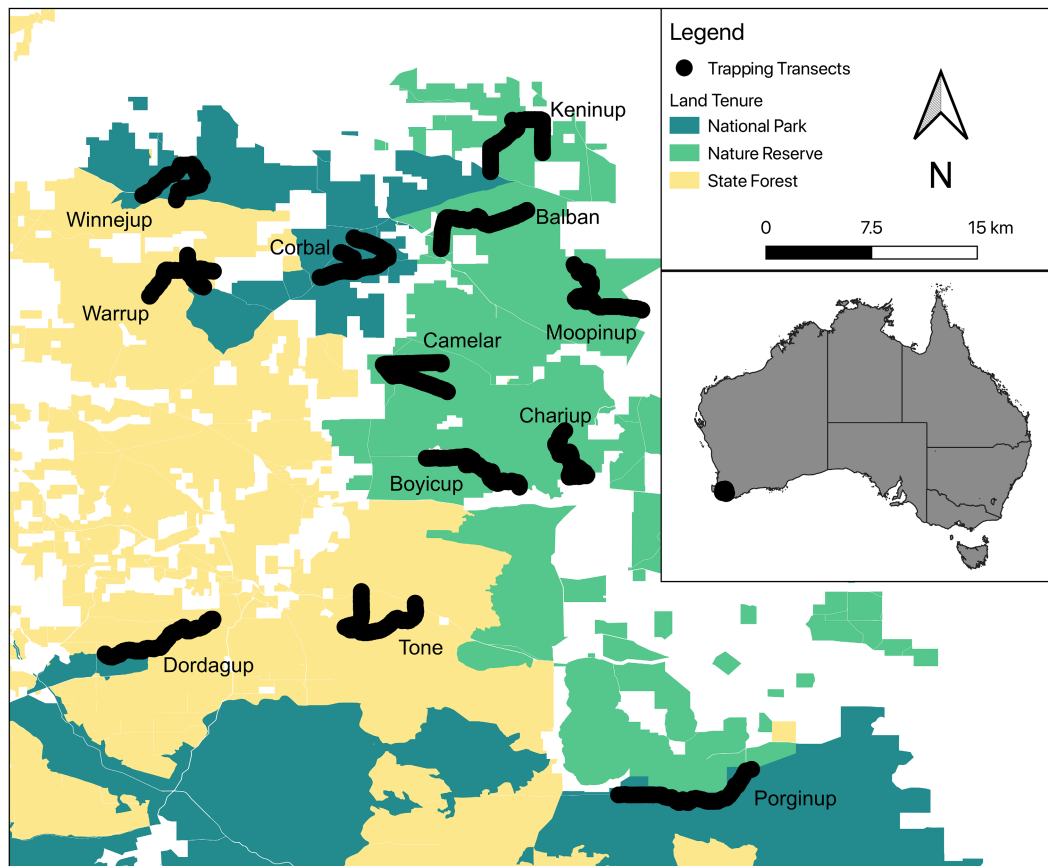 Legend
Trapping Transects
Land Tenure
National Park
Nature Reserve
State Forest
N
0 7.5 15 km
Keninup
Winnejup
Balban
Corbal
Warrup
Moopinup
Camelar
Chariup
Boyicup
Tone
Dordagup
Porginup